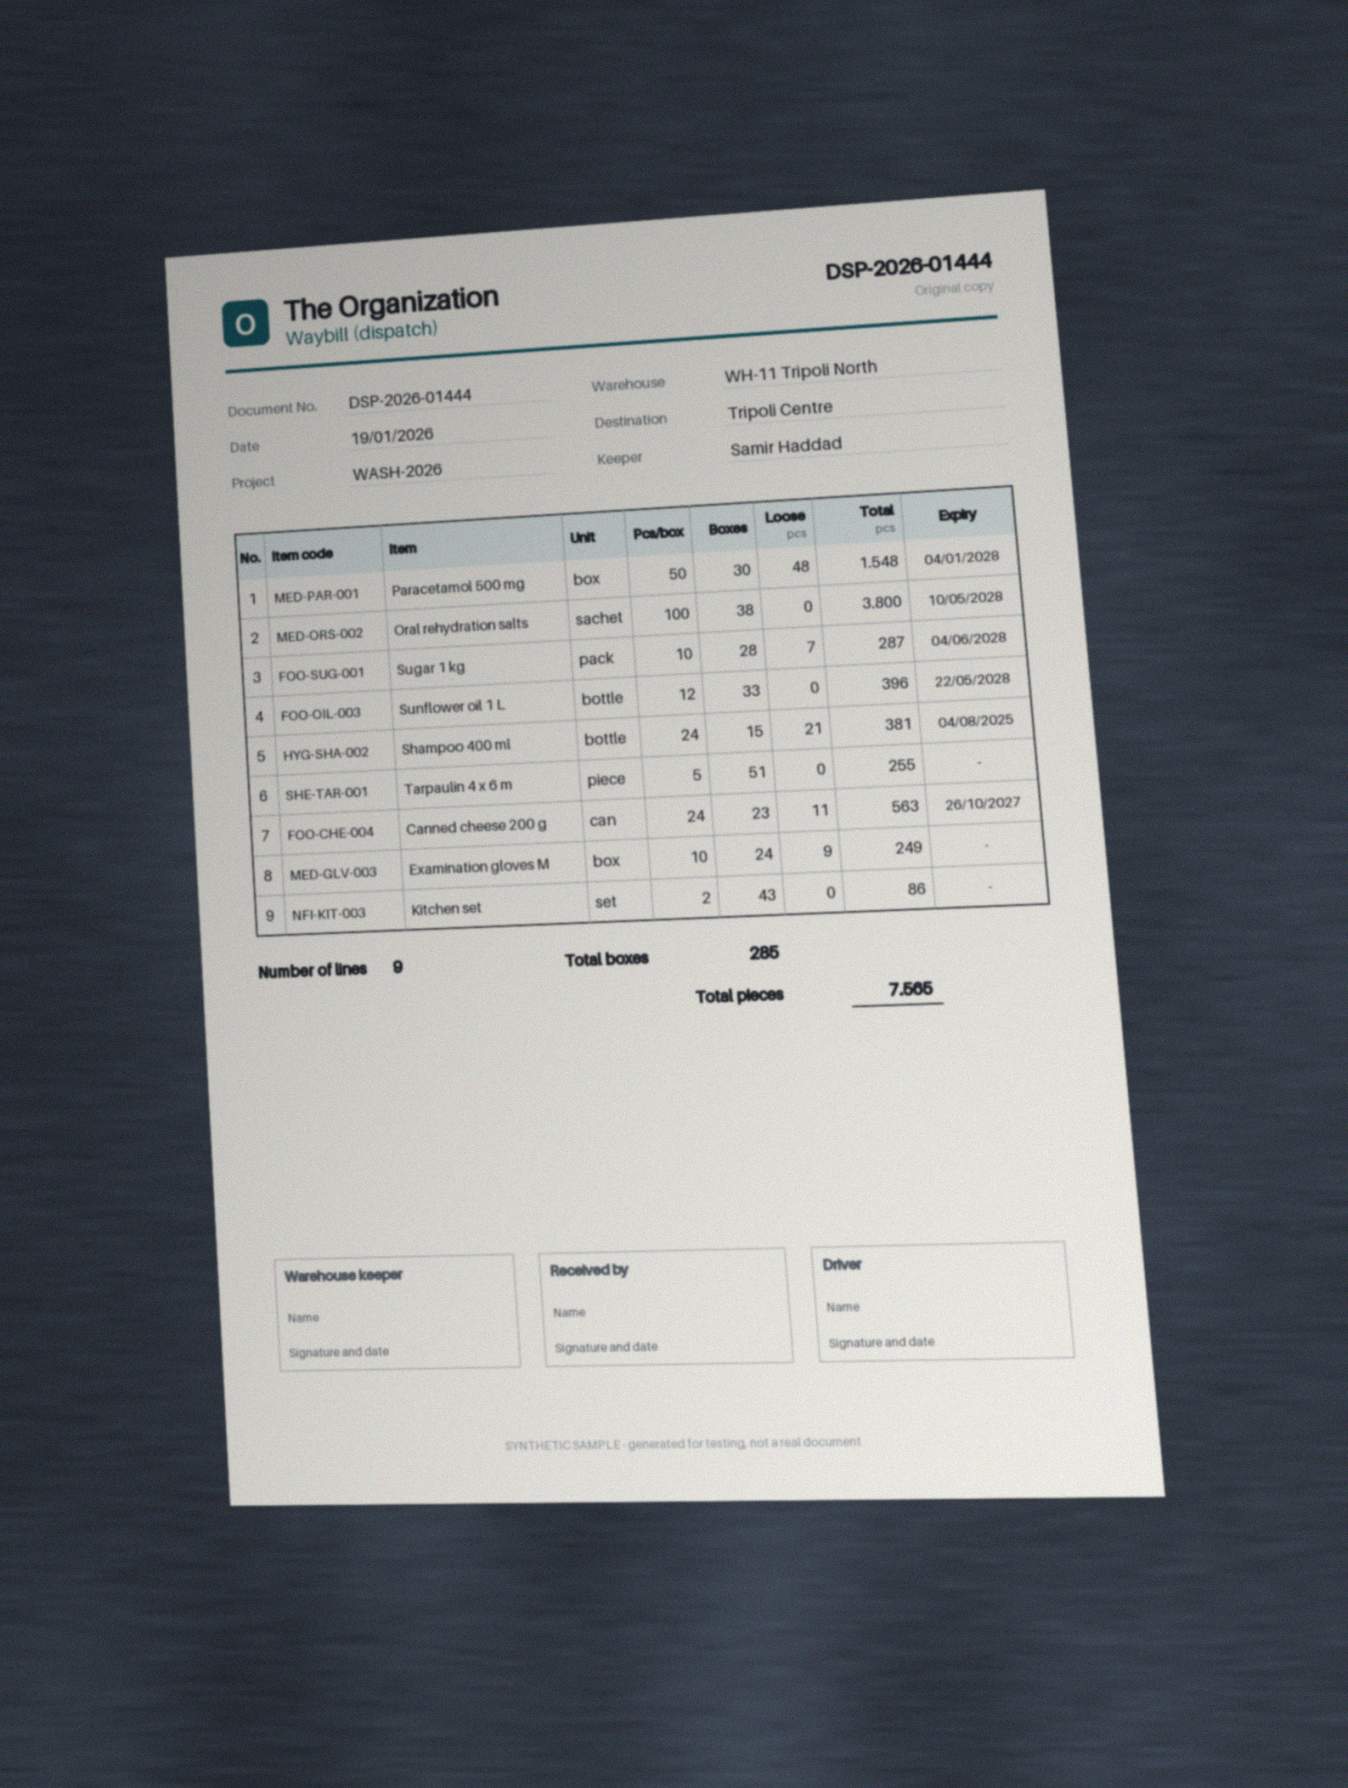 O
The Organization
Waybill (dispatch)
DSP-2026-01444
Original copy
Document No. DSP-2026-01444 Warehouse WH-11 Tripoli North
Date 19/01/2026 Destination Tripoli Centre
Project WASH-2026 Keeper Samir Haddad
No. Item code Item Unit Pcs/box Boxes Loose pcs Total pcs Expiry
1 MED-PAR-001 Paracetamol 500 mg box 50 30 48 1.548 04/01/2028
2 MED-ORS-002 Oral rehydration salts sachet 100 38 0 3.800 10/05/2028
3 FOO-SUG-001 Sugar 1 kg pack 10 28 7 287 04/06/2028
4 FOO-OIL-003 Sunflower oil 1 L bottle 12 33 0 396 22/05/2028
5 HYG-SHA-002 Shampoo 400 ml bottle 24 15 21 381 04/08/2025
6 SHE-TAR-001 Tarpaulin 4 x 6 m piece 5 51 0 255 -
7 FOO-CHE-004 Canned cheese 200 g can 24 23 11 563 26/10/2027
8 MED-GLV-003 Examination gloves M box 10 24 9 249 -
9 NFI-KIT-003 Kitchen set set 2 43 0 86 -
Number of lines 9 Total boxes 285
Total pieces 7.565
Warehouse keeper Received by Driver
Name Name Name
Signature and date Signature and date Signature and date
SYNTHETIC SAMPLE - generated for testing, not a real document